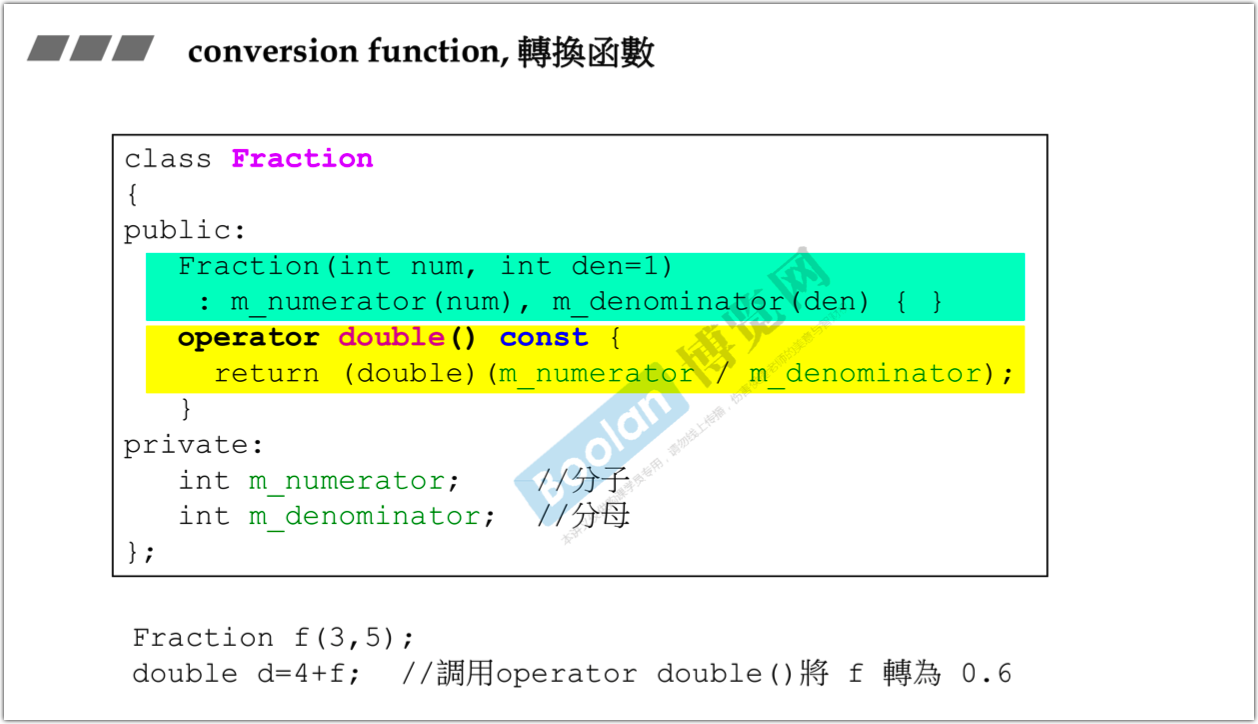 conversion function, 轉換函數
class Fraction
{
public:
Fraction(int num, int den=1)
: m_numerator(num), m_denominator(den) { }
operator double() const {
return (double)(m_numerator / m_denominator);
}
private:
int m_numerator; //分子
int m_denominator; //分母
};
Boolan 博览网
Fraction f(3,5);
double d=4+f; //調用operator double()將 f 轉為 0.6